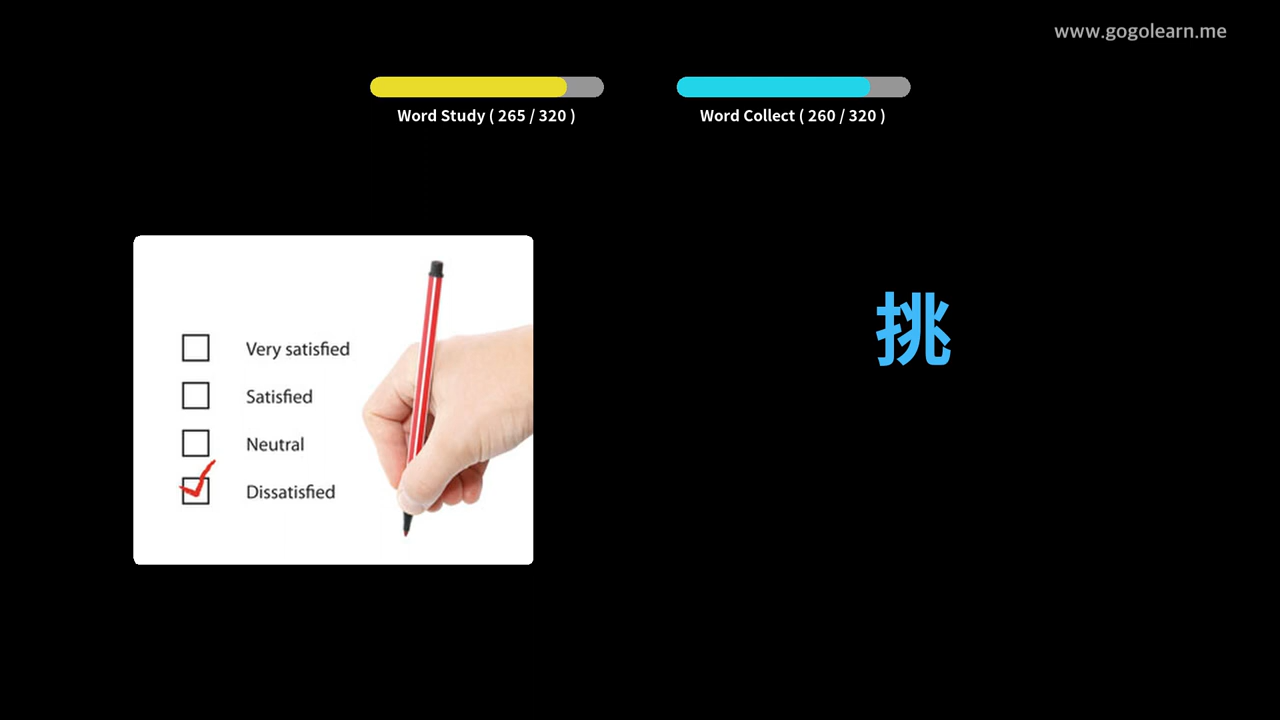 www.gogolearn.me
Word Study ( 265 / 320 )
Word Collect ( 260 / 320 )
Very satisfied
Satisfied
Neutral
Dissatisfied
挑